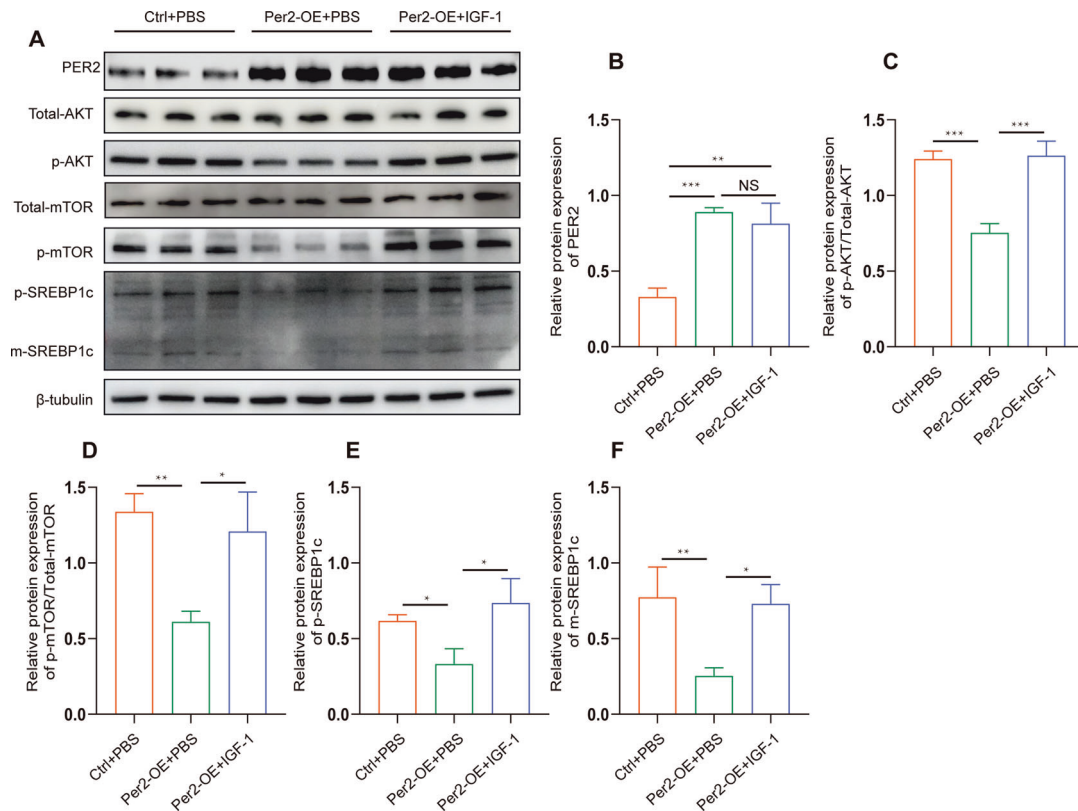 Ctrl+PBS Per2-OE+PBS Per2-OE+IGF-1
A
PER2
Total-AKT
p-AKT
Total-mTOR
p-mTOR
p-SREBP1c
m-SREBP1c
β-tubulin
B
Relative protein expression
of PER2
1.5
1.0
0.5
0.0
**
***
NS
Ctrl+PBS
Per2-OE+PBS
Per2-OE+IGF-1
C
Relative protein expression
of p-AKT/Total-AKT
1.5
1.0
0.5
0.0
***
***
Ctrl+PBS
Per2-OE+PBS
Per2-OE+IGF-1
D
Relative protein expression
of p-mTOR/Total-mTOR
1.5
1.0
0.5
0.0
**
*
Ctrl+PBS
Per2-OE+PBS
Per2-OE+IGF-1
E
Relative protein expression
of p-SREBP1c
1.5
1.0
0.5
0.0
*
*
Ctrl+PBS
Per2-OE+PBS
Per2-OE+IGF-1
F
Relative protein expression
of m-SREBP1c
1.5
1.0
0.5
0.0
**
*
Ctrl+PBS
Per2-OE+PBS
Per2-OE+IGF-1